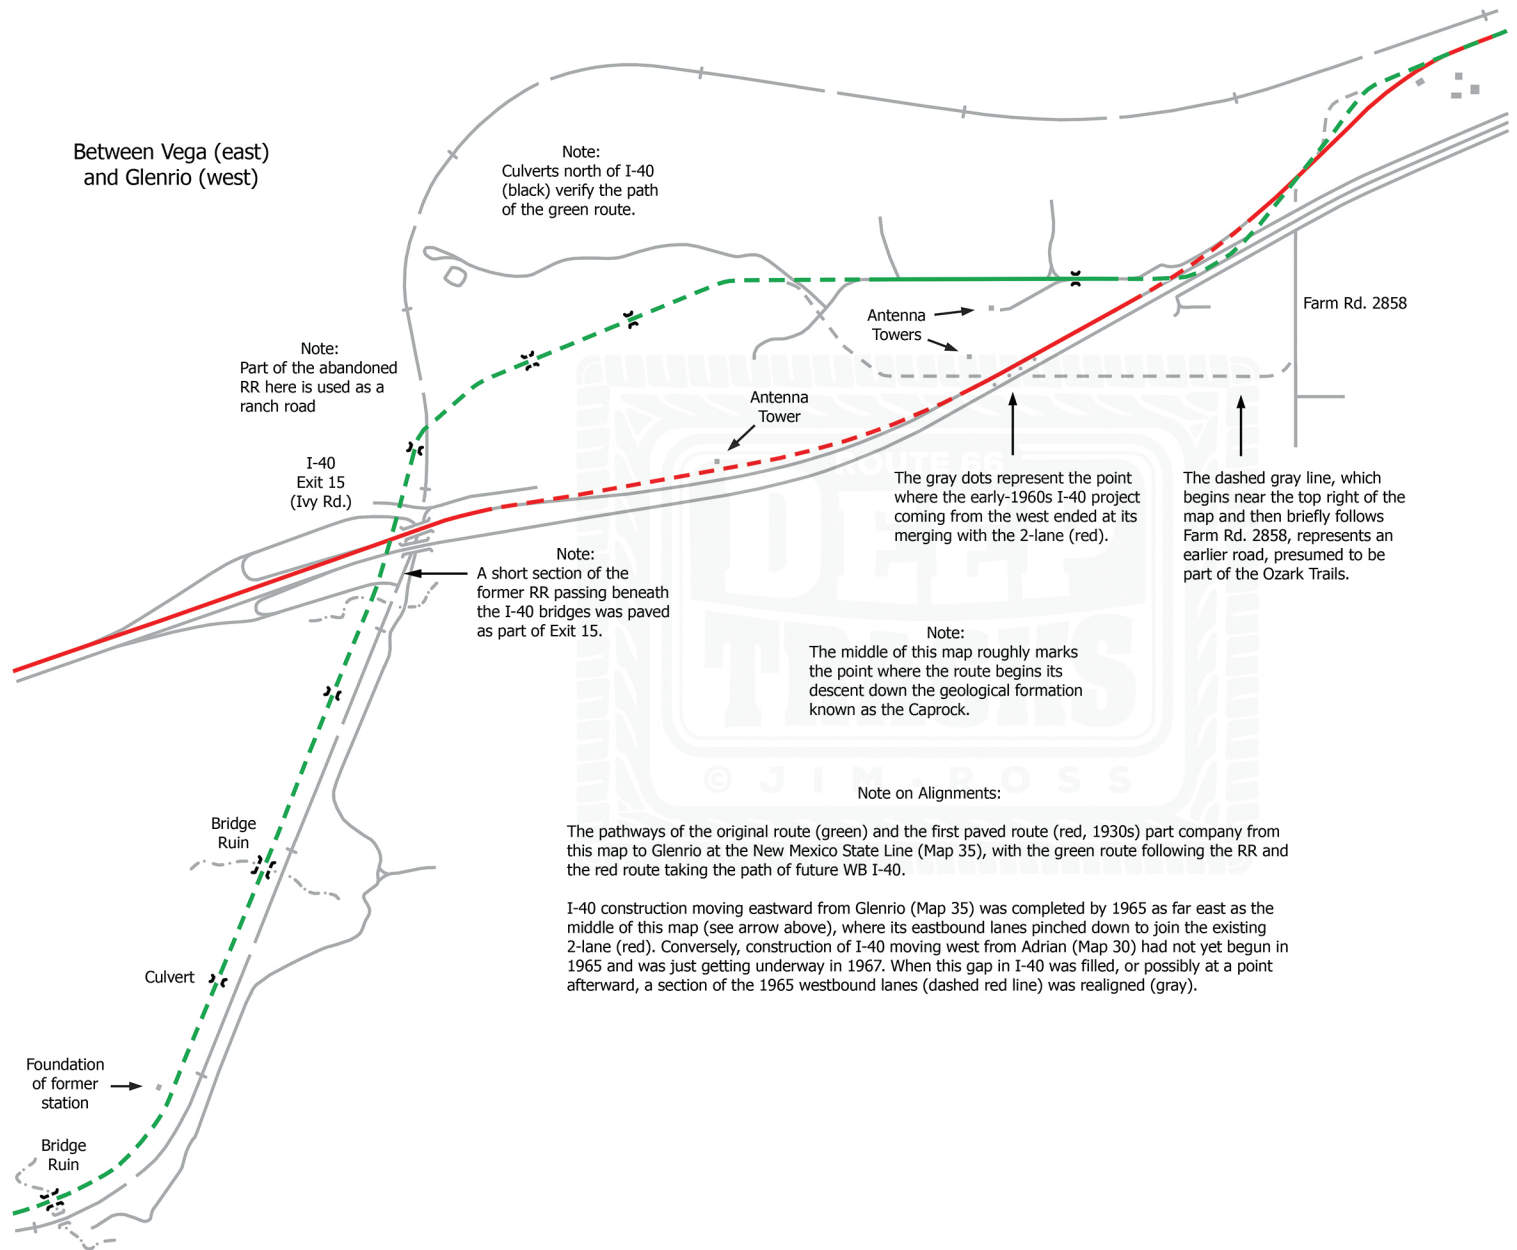 Between Vega (east)
and Glenrio (west)
Note:
Culverts north of I-40
(black) verify the path
of the green route.
Farm Rd. 2858
Antenna
Towers
Note:
Part of the abandoned
RR here is used as a
ranch road
Antenna
Tower
I-40
Exit 15
(Ivy Rd.)
The gray dots represent the point
where the early-1960s I-40 project
coming from the west ended at its
merging with the 2-lane (red).
The dashed gray line, which
begins near the top right of the
map and then briefly follows
Farm Rd. 2858, represents an
earlier road, presumed to be
part of the Ozark Trails.
Note:
A short section of the
former RR passing beneath
the I-40 bridges was paved
as part of Exit 15.
Note:
The middle of this map roughly marks
the point where the route begins its
descent down the geological formation
known as the Caprock.
ROUTE 66
DEEP
TRACKS
© JIM • ROSS
Note on Alignments:
The pathways of the original route (green) and the first paved route (red, 1930s) part company from
this map to Glenrio at the New Mexico State Line (Map 35), with the green route following the RR and
the red route taking the path of future WB I-40.
I-40 construction moving eastward from Glenrio (Map 35) was completed by 1965 as far east as the
middle of this map (see arrow above), where its eastbound lanes pinched down to join the existing
2-lane (red). Conversely, construction of I-40 moving west from Adrian (Map 30) had not yet begun in
1965 and was just getting underway in 1967. When this gap in I-40 was filled, or possibly at a point
afterward, a section of the 1965 westbound lanes (dashed red line) was realigned (gray).
Bridge
Ruin
Culvert
Foundation
of former
station
Bridge
Ruin